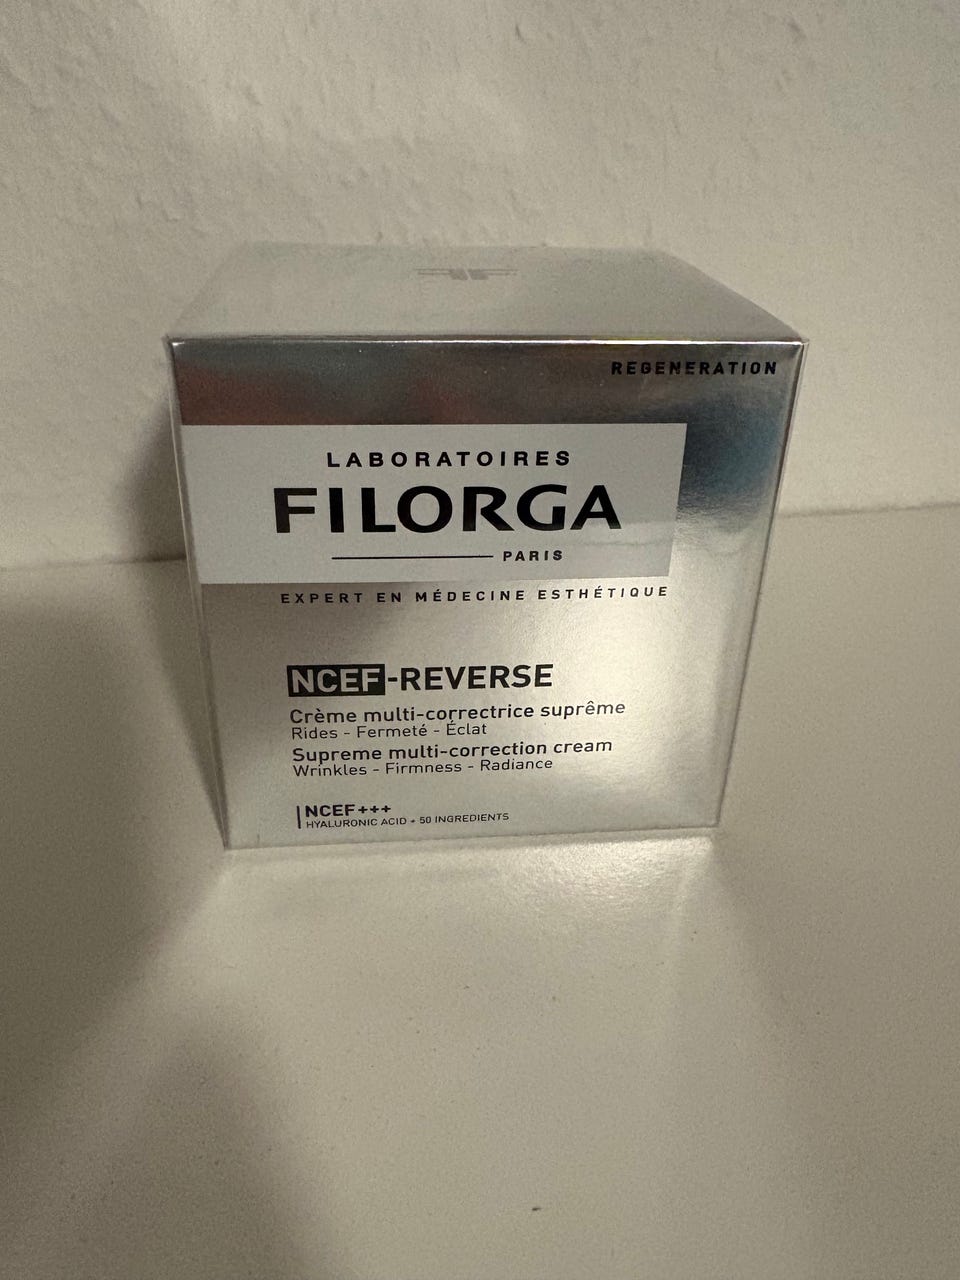 REGENERATION
LABORATOIRES
FILORGA
PARIS
EXPERT EN MÉDECINE ESTHÉTIQUE
NCEF-REVERSE
Crème multi-correctrice suprême
Rides - Fermeté - Éclat
Supreme multi-correction cream
Wrinkles - Firmness - Radiance
NCEF+++
HYALURONIC ACID + 50 INGREDIENTS